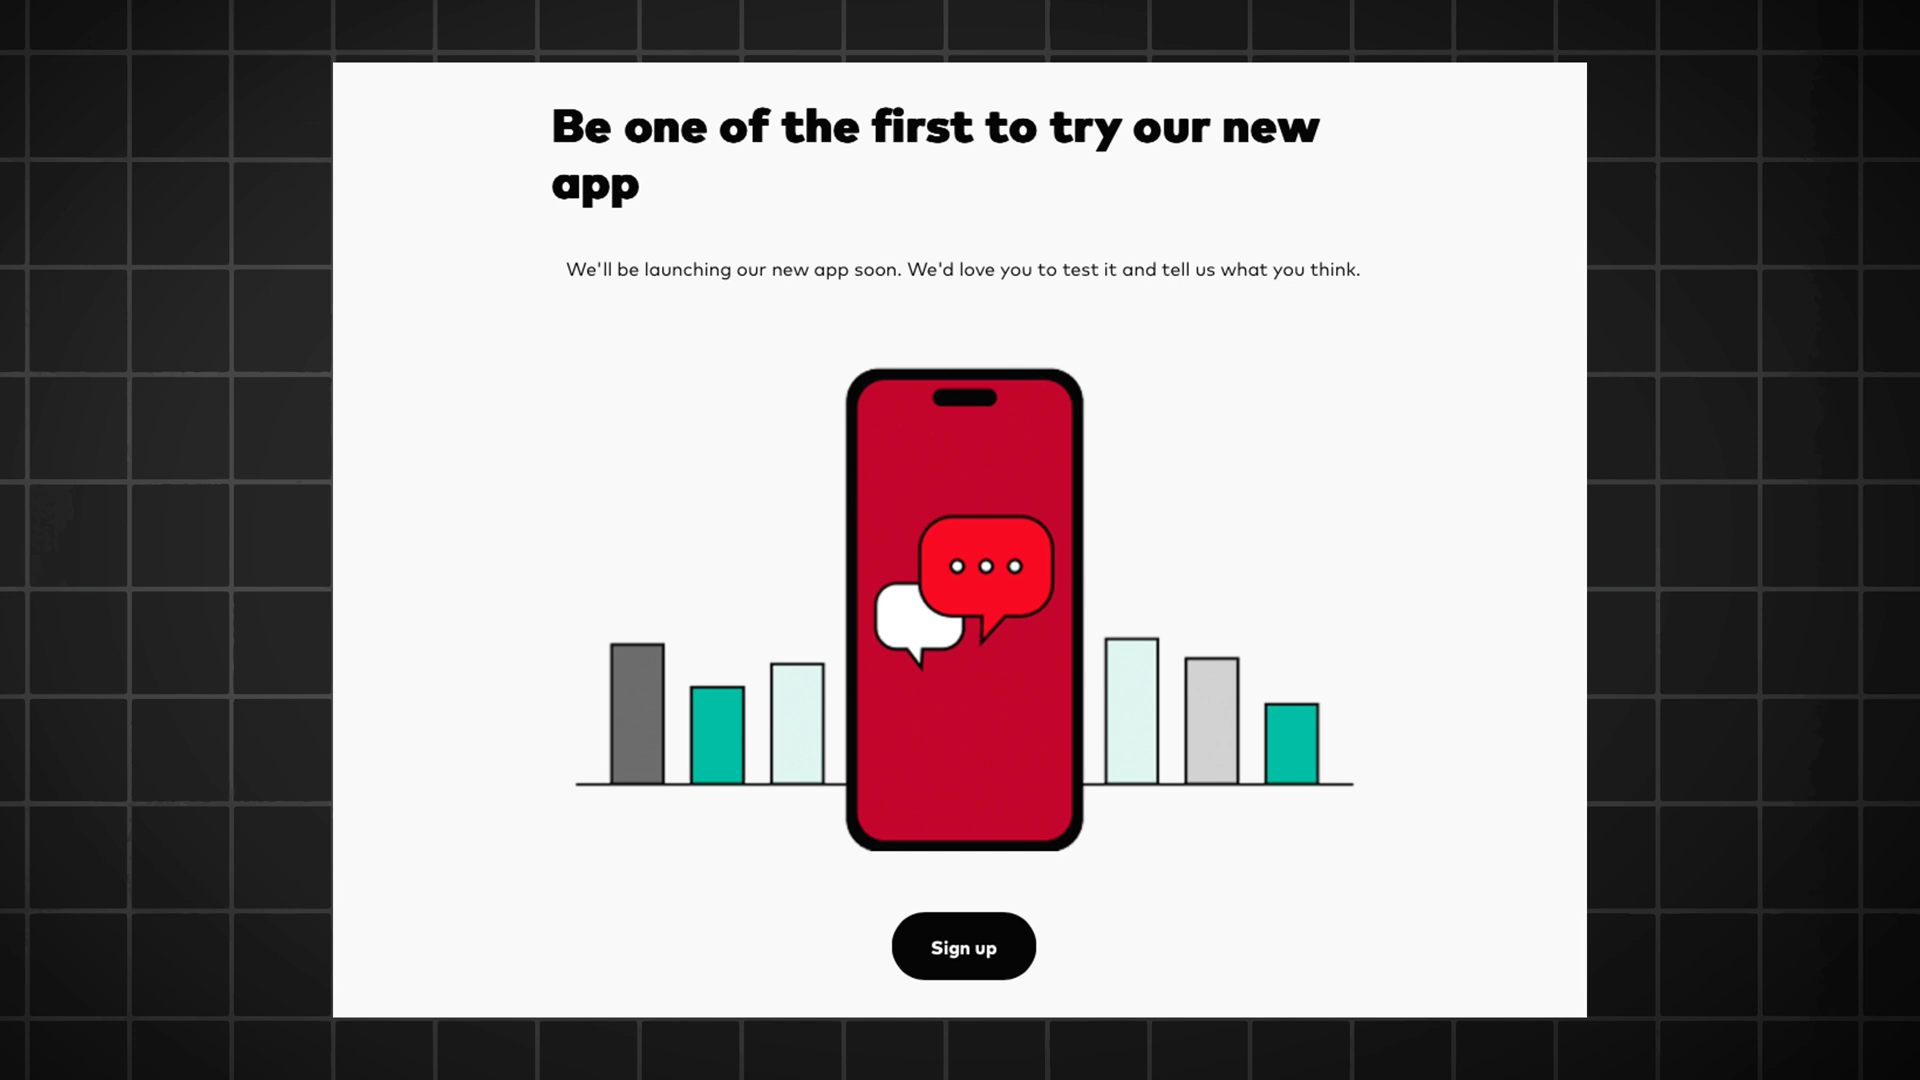 Be one of the first to try our new
app
We'll be launching our new app soon. We'd love you to test it and tell us what you think.
Sign up